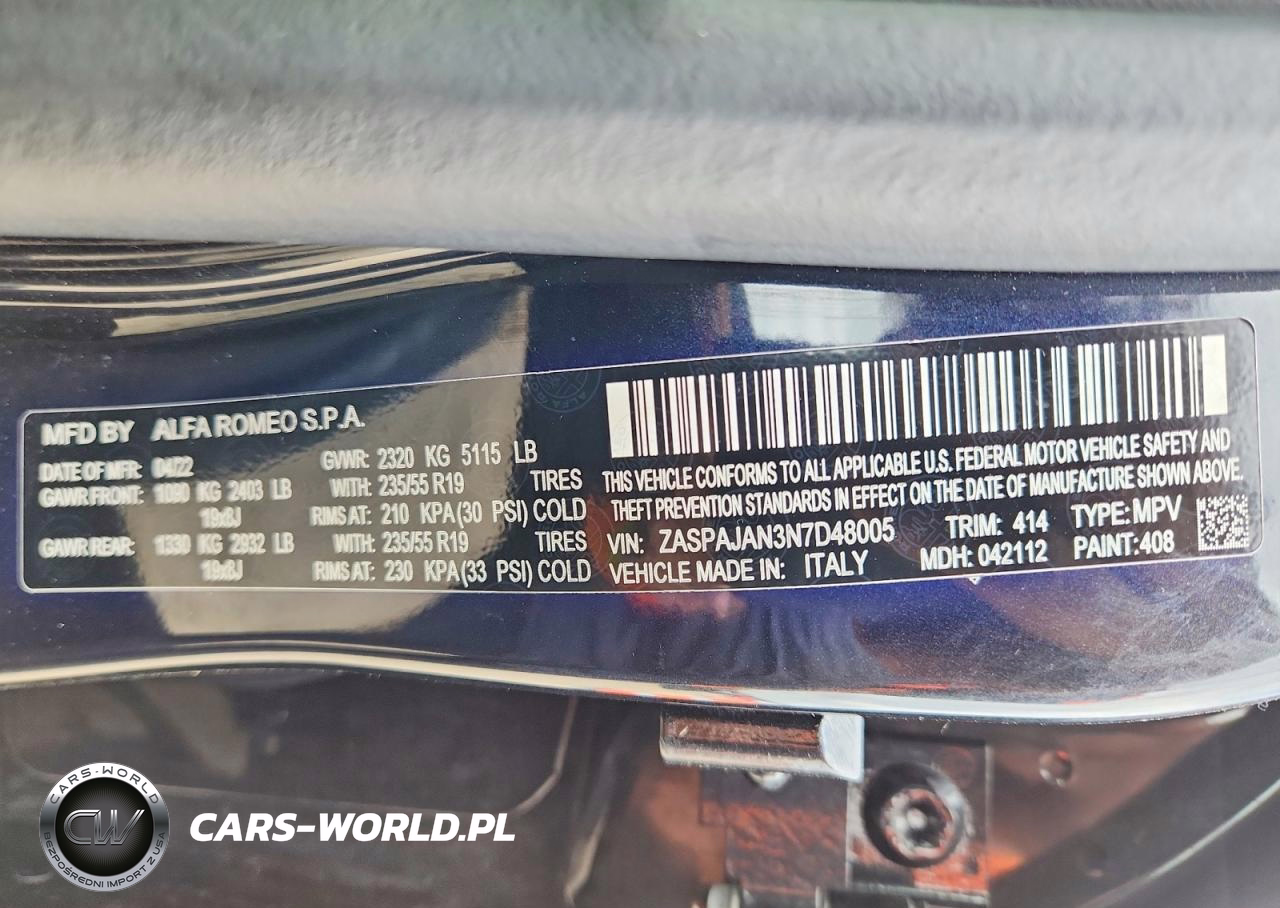 MFD BY ALFA ROMEO S.P.A.
DATE OF MFR: 04/22 GVWR: 2320 KG 5115 LB
GAWR FRONT: 1090 KG 2403 LB WITH: 235/55 R19 TIRES
19x8J RIMS AT: 210 KPA(30 PSI) COLD
GAWR REAR: 1330 KG 2932 LB WITH: 235/55 R19 TIRES
19x8J RIMS AT: 230 KPA(33 PSI) COLD
THIS VEHICLE CONFORMS TO ALL APPLICABLE U.S. FEDERAL MOTOR VEHICLE SAFETY AND
THEFT PREVENTION STANDARDS IN EFFECT ON THE DATE OF MANUFACTURE SHOWN ABOVE.
VIN: ZASPAJAN3N7D48005 TRIM: 414 TYPE: MPV
VEHICLE MADE IN: ITALY MDH: 042112 PAINT:408
CARS-WORLD
CW
BEZPOŚREDNI IMPORT Z USA
CARS-WORLD.PL